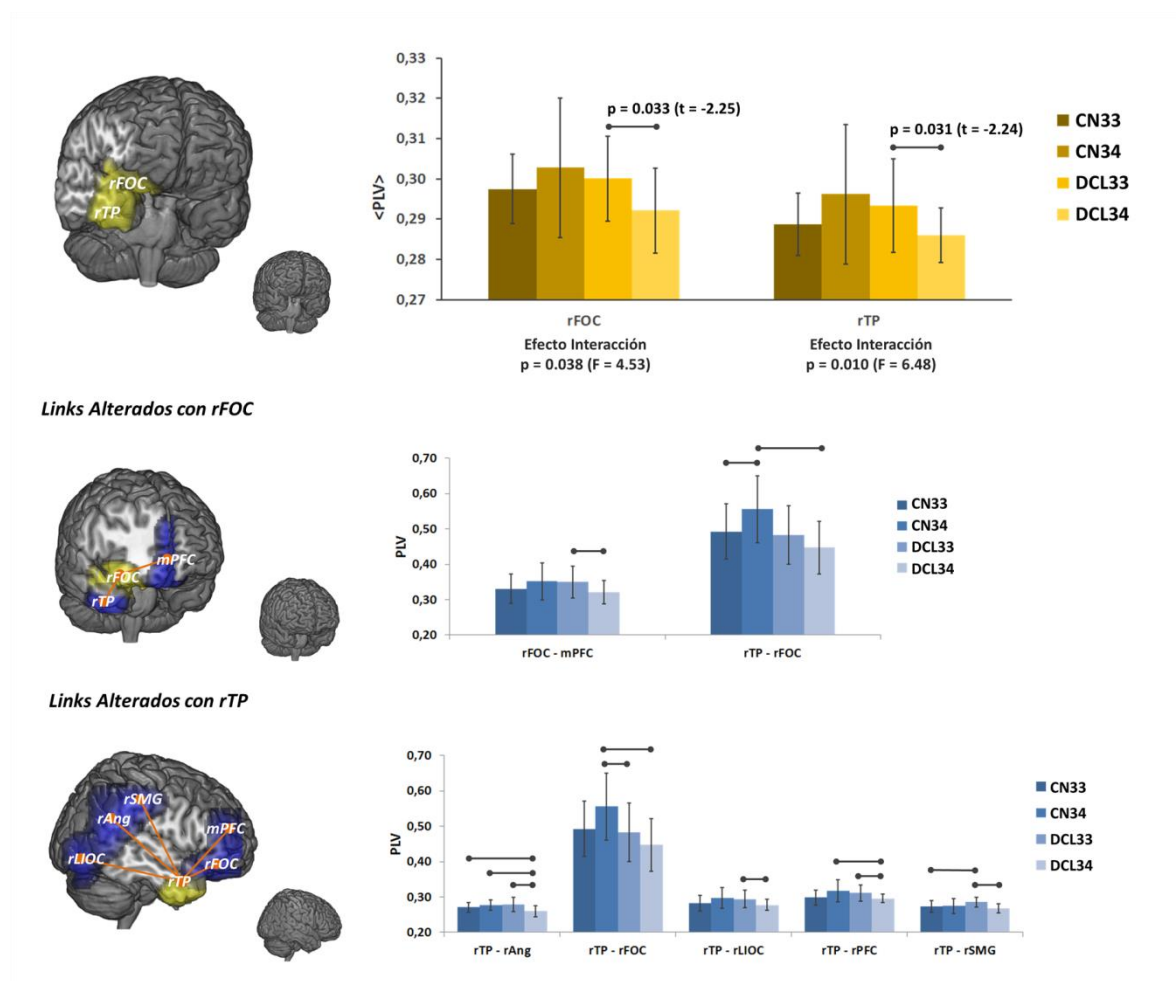 rFOC
rTP
0,33
0,32
0,31
0,30
0,29
0,28
0,27
<PLV>
p = 0.033 (t = -2.25)
p = 0.031 (t = -2.24)
CN33
CN34
DCL33
DCL34
rFOC
rTP
Efecto Interacción
p = 0.038 (F = 4.53)
Efecto Interacción
p = 0.010 (F = 6.48)
Links Alterados con rFOC
mPFC
rFOC
rTP
0,70
0,60
0,50
0,40
0,30
0,20
PLV
CN33
CN34
DCL33
DCL34
rFOC - mPFC
rTP - rFOC
Links Alterados con rTP
rSMG
rAng
mPFC
rLIOC
rFOC
rTP
0,70
0,60
0,50
0,40
0,30
0,20
PLV
CN33
CN34
DCL33
DCL34
rTP - rAng
rTP - rFOC
rTP - rLIOC
rTP - rPFC
rTP - rSMG